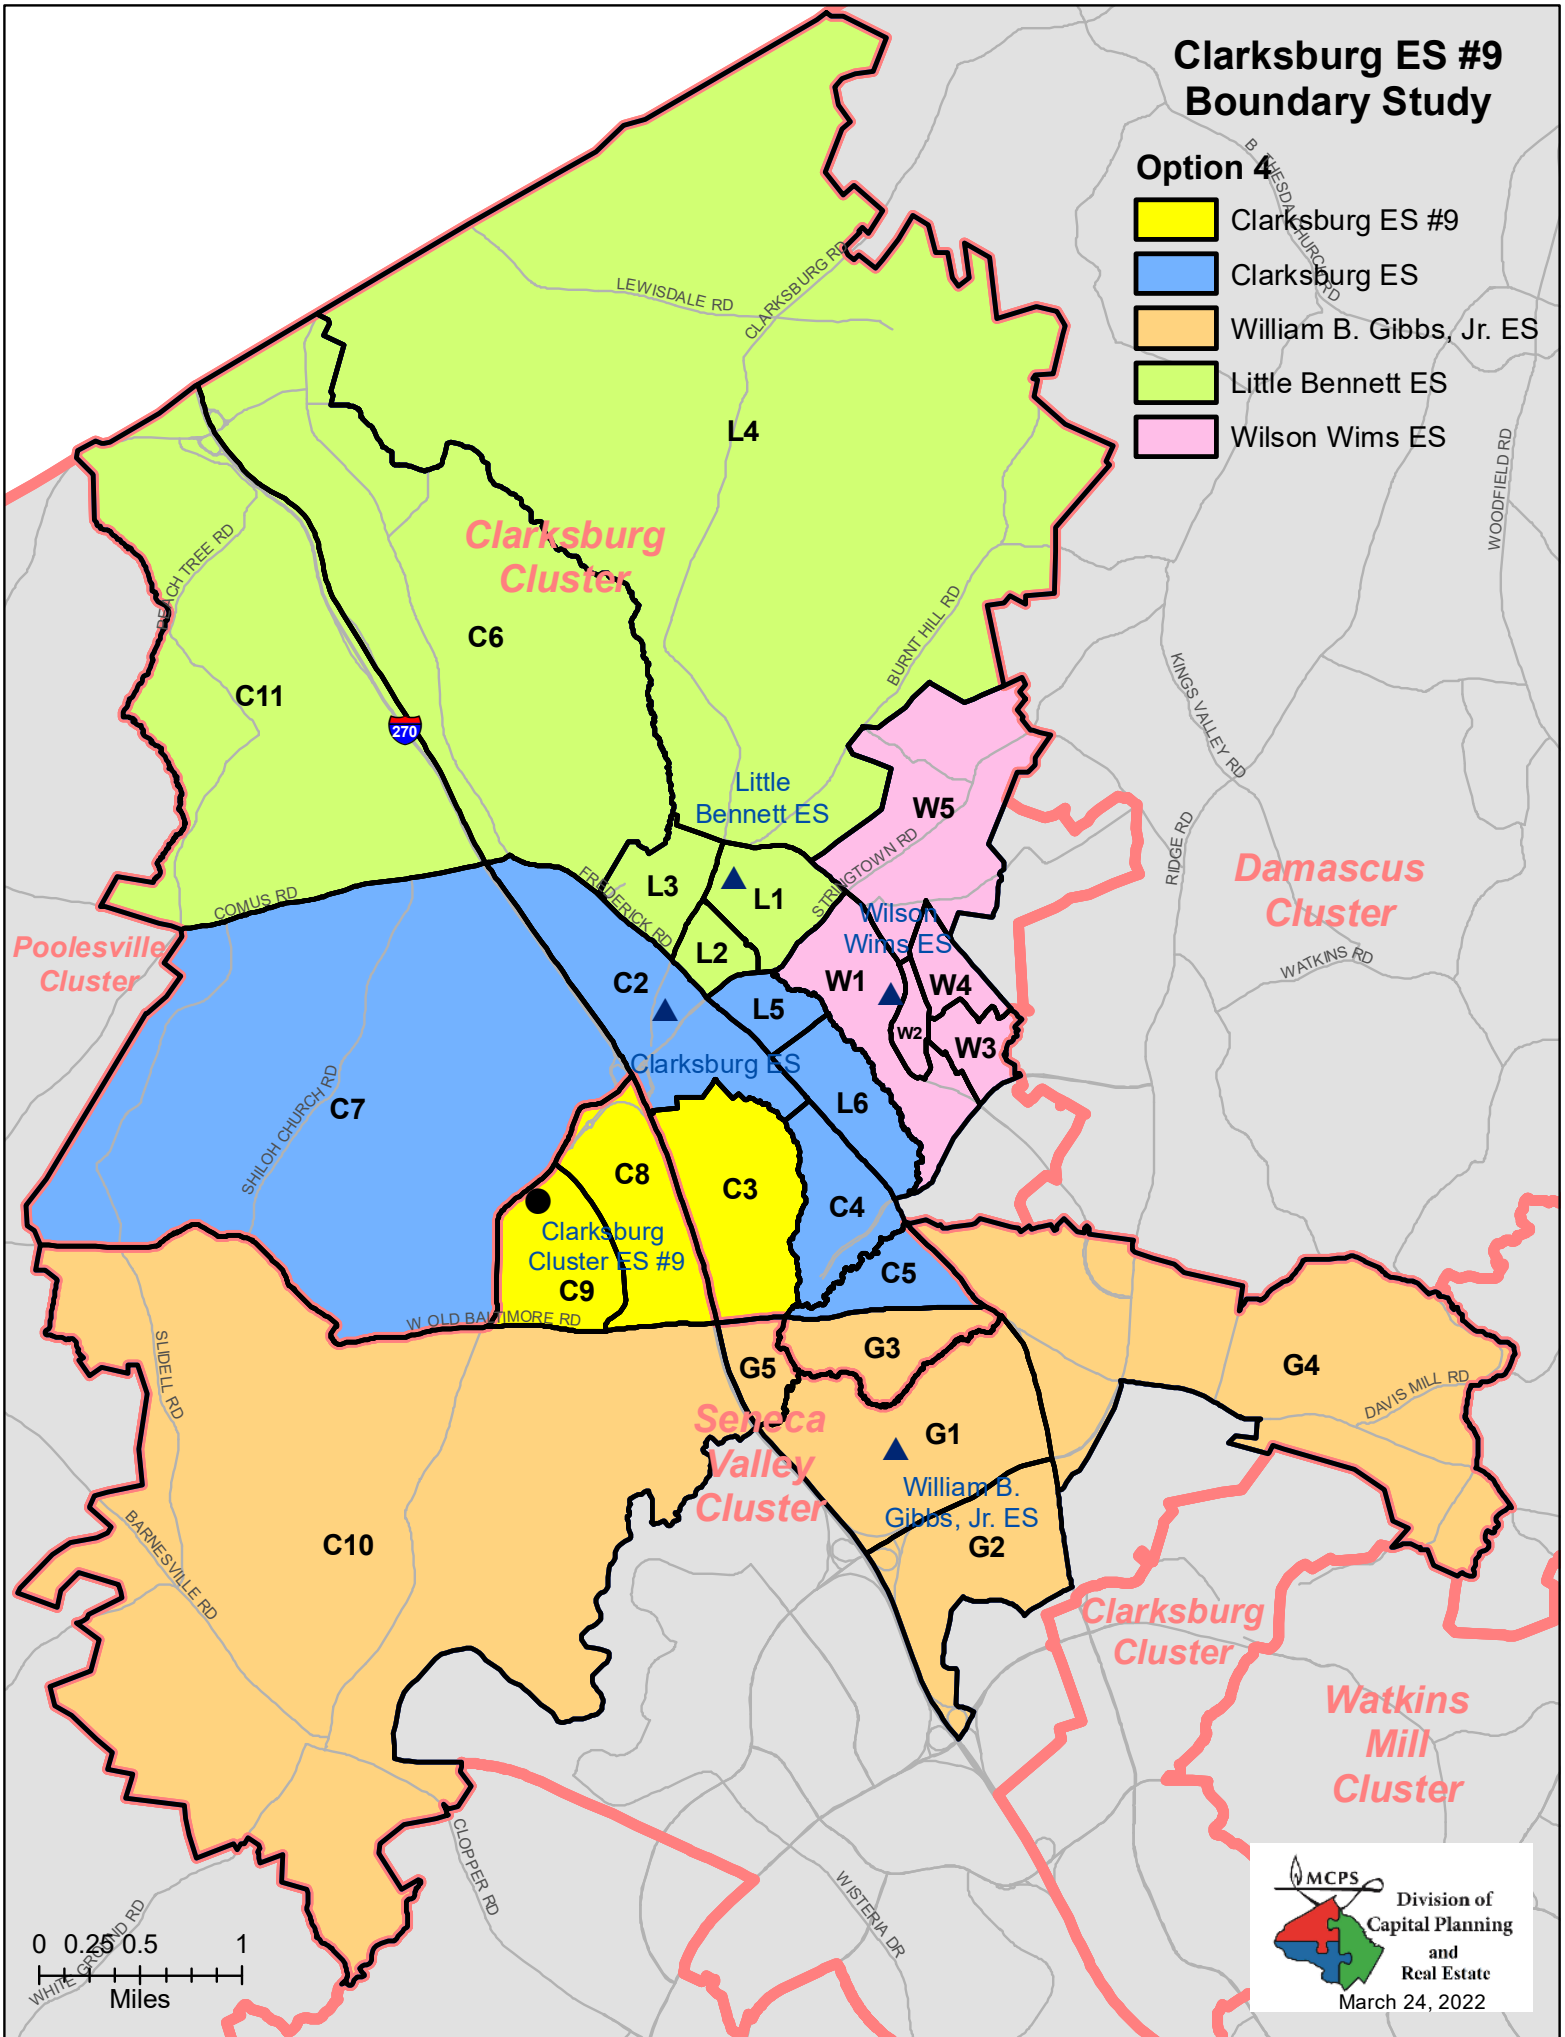 Clarksburg ES #9
Boundary Study
Option 4
Clarksburg ES #9
Clarksburg ES
William B. Gibbs, Jr. ES
Little Bennett ES
Wilson Wims ES
B THESDA CHURCH RD
LEWISDALE RD
CLARKSBURG RD
L4
WOODFIELD RD
Clarksburg
Cluster
PEACH TREE RD
C6
BURNT HILL RD
C11
270
KINGS VALLEY RD
Little
Bennett ES
W5
RIDGE RD
STRINGTOWN RD
Damascus
Cluster
FREDERICK RD
L3
L1
COMUS RD
Wilson
Wims ES
Poolesville
Cluster
L2
WATKINS RD
C2
W1
W4
L5
W2
W3
Clarksburg ES
SHILOH CHURCH RD
C7
L6
C8
C3
C4
Clarksburg
Cluster ES #9
C9
C5
W OLD BALTIMORE RD
SLIDELL RD
G5
G3
G4
DAVIS MILL RD
Seneca
Valley
Cluster
G1
William B.
Gibbs, Jr. ES
G2
BARNESVILLE RD
C10
Clarksburg
Cluster
Watkins
Mill
Cluster
CLOPPER RD
WISTERIA DR
WHITE GROUND RD
0 0.25 0.5 1
Miles
MCPS
Division of
Capital Planning
and
Real Estate
March 24, 2022